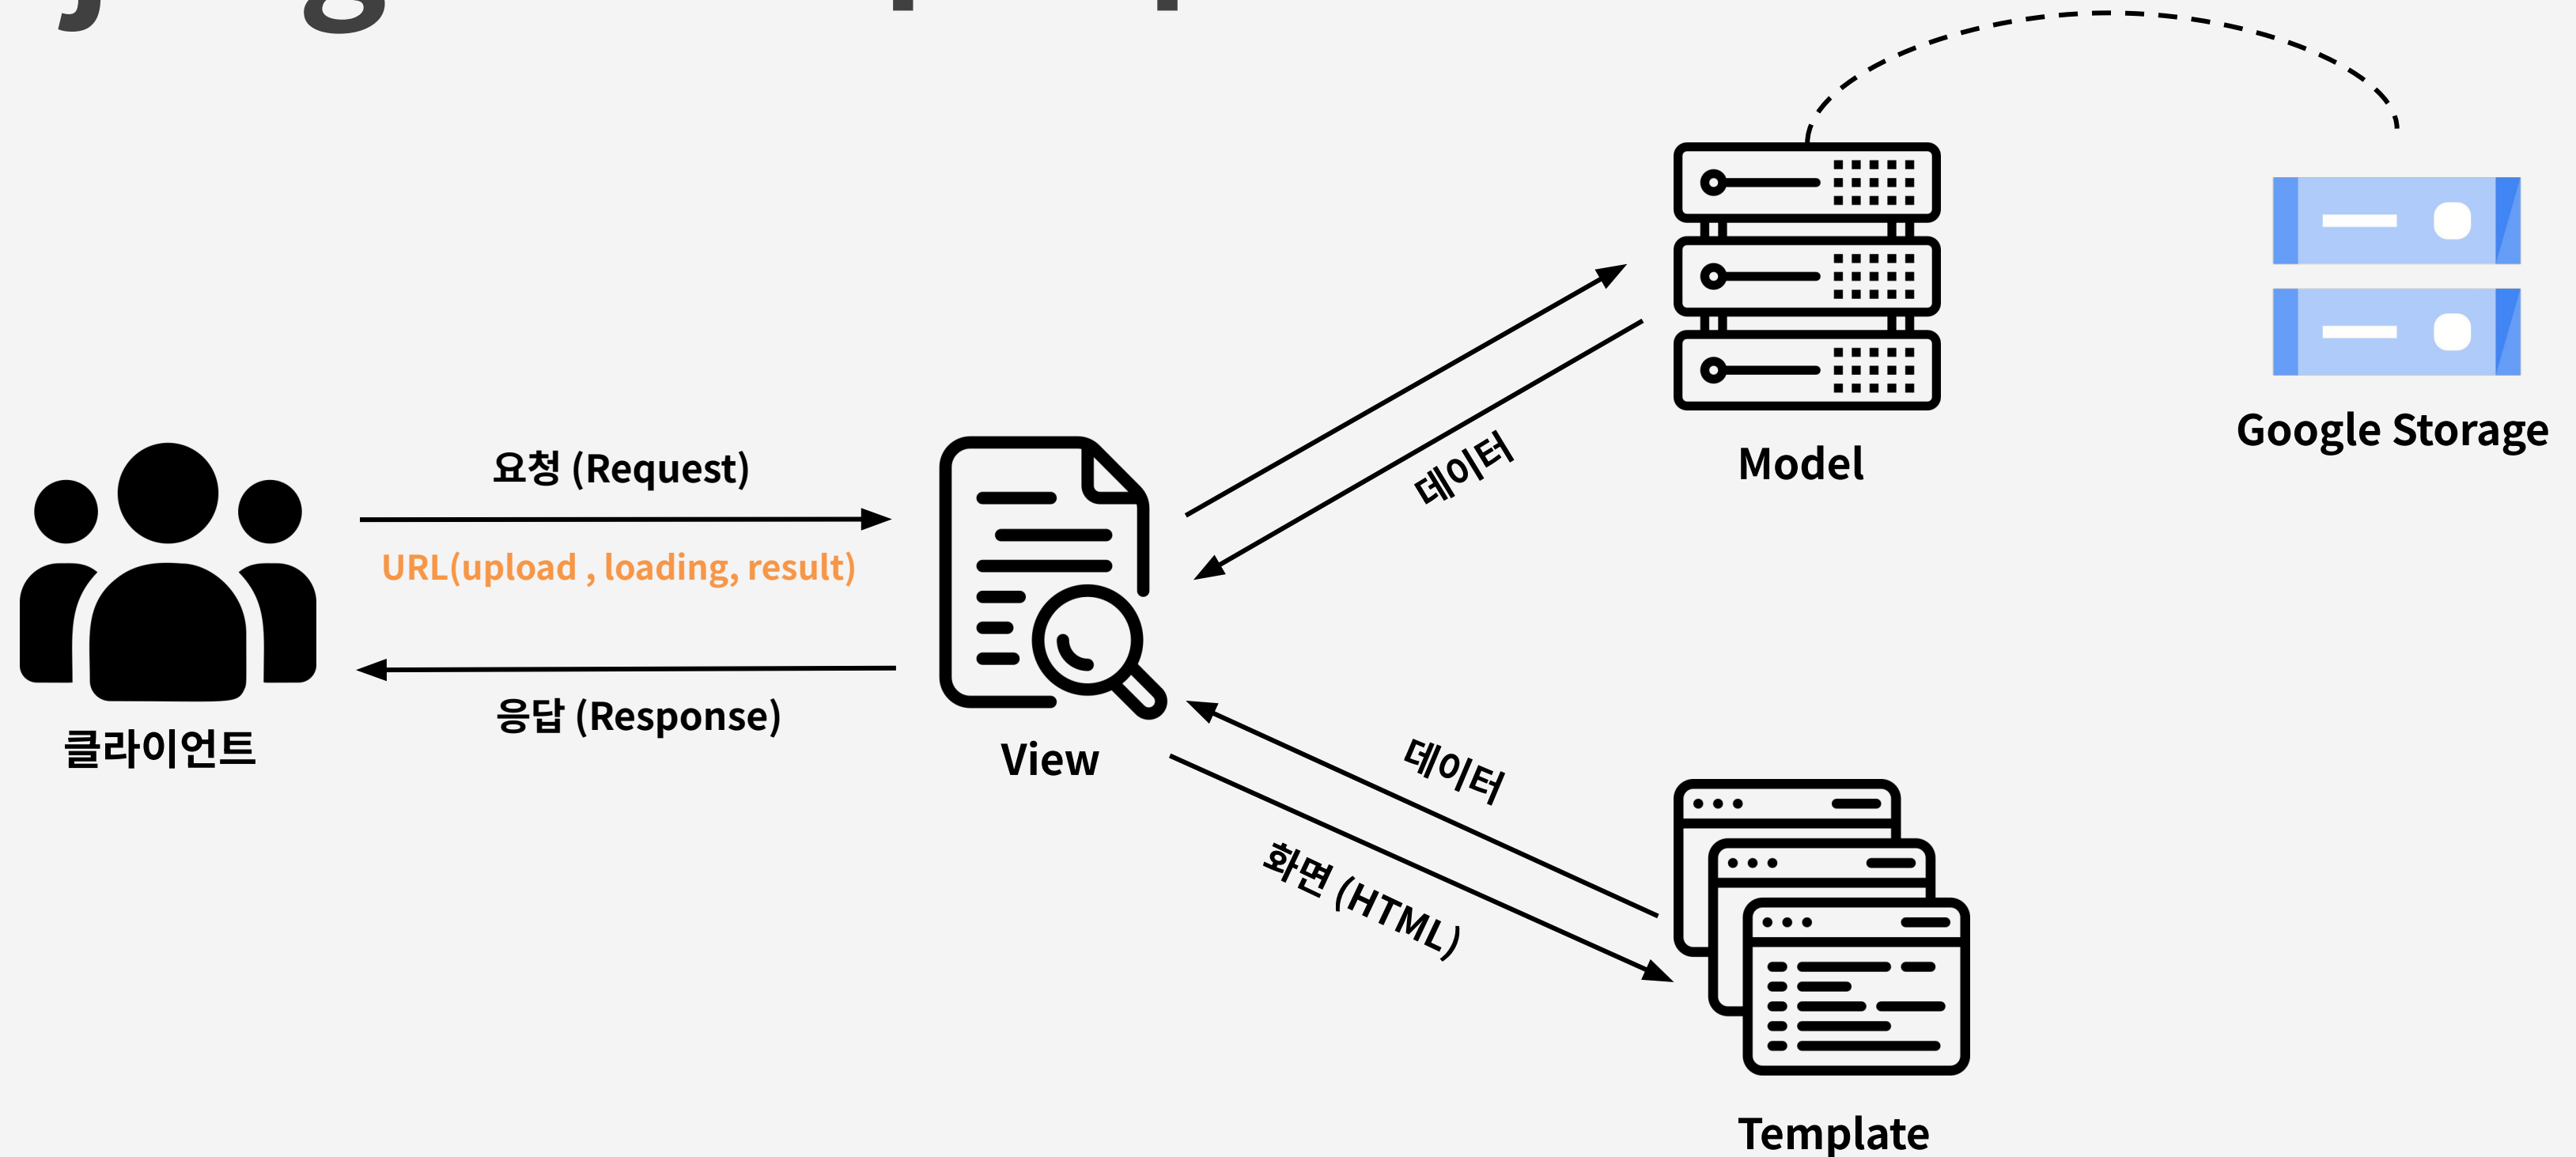 요청 (Request)
URL(upload , loading, result)
응답 (Response)
클라이언트
View
데이터
Model
Google Storage
데이터
화면 (HTML)
Template